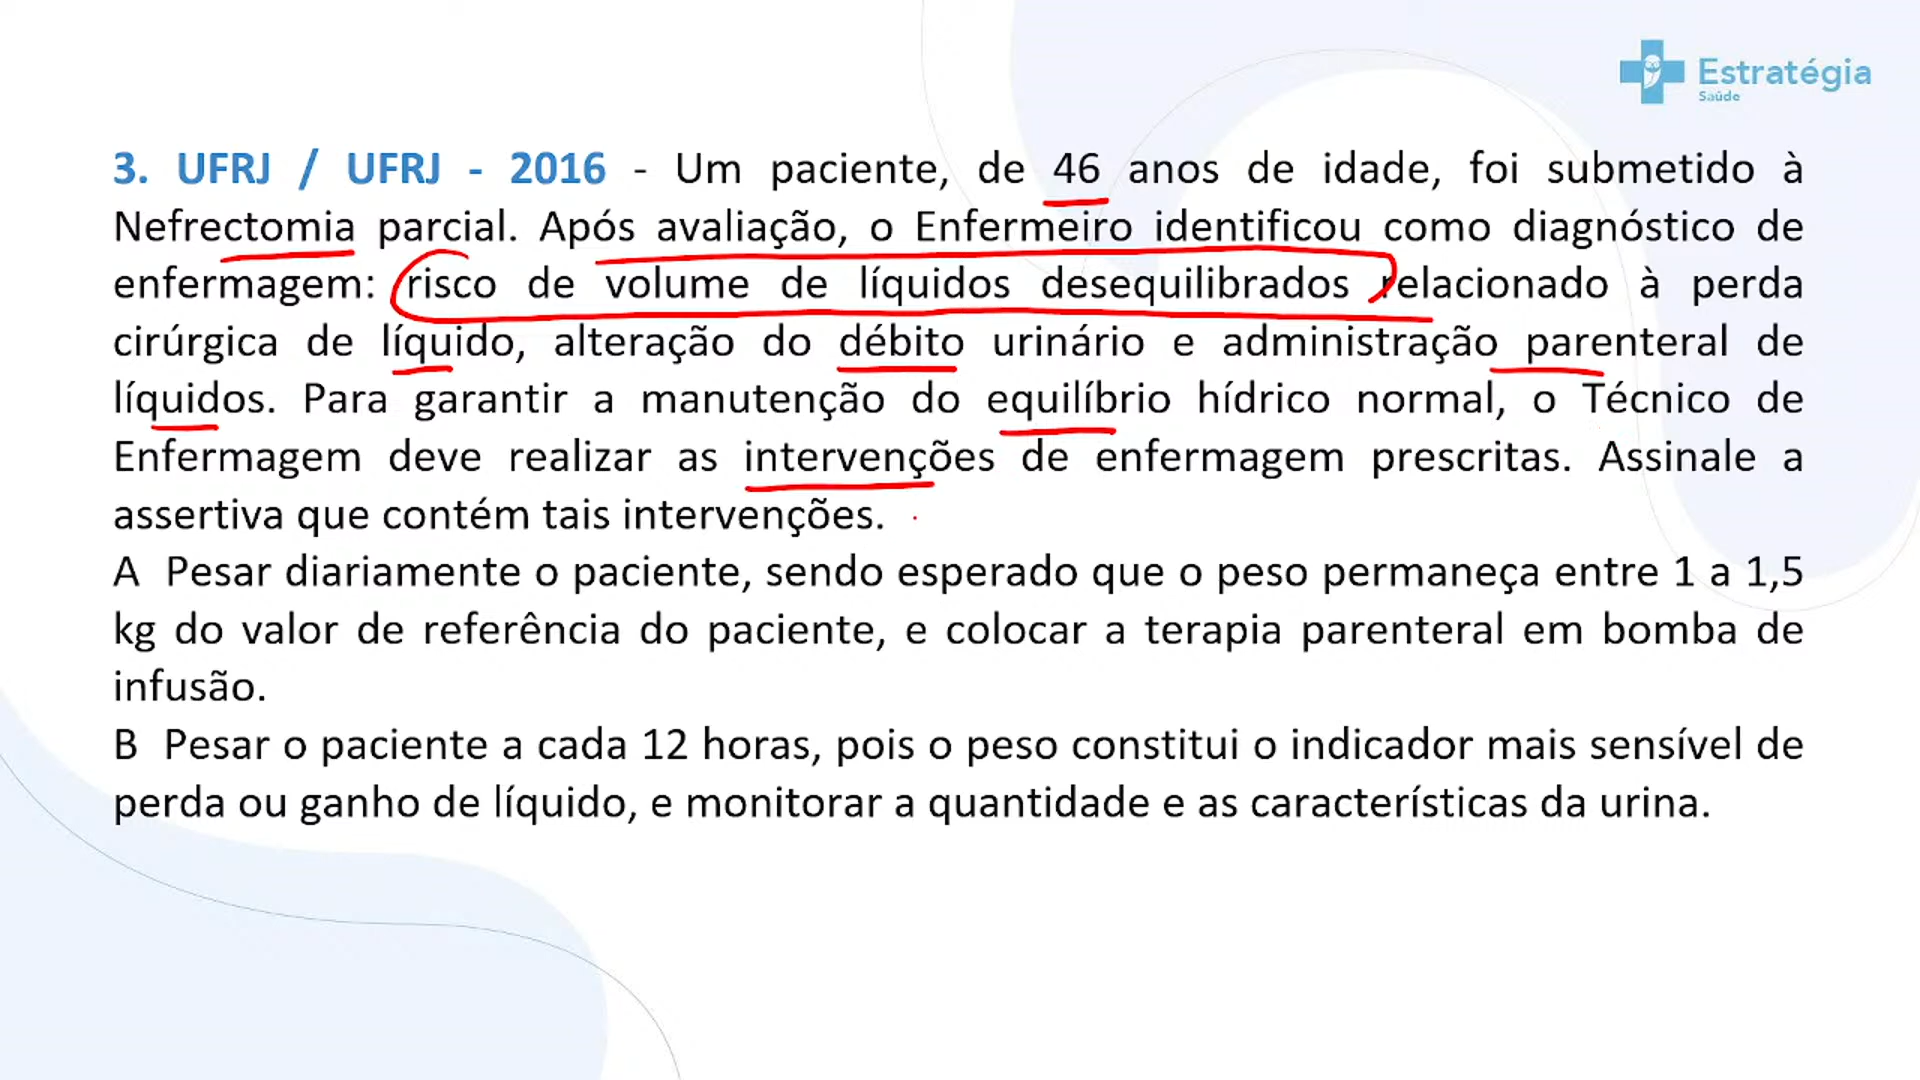 Estratégia
Saúde
3. UFRJ / UFRJ - 2016 - Um paciente, de 46 anos de idade, foi submetido à
Nefrectomia parcial. Após avaliação, o Enfermeiro identificou como diagnóstico de
enfermagem: risco de volume de líquidos desequilibrados relacionado à perda
cirúrgica de líquido, alteração do débito urinário e administração parenteral de
líquidos. Para garantir a manutenção do equilíbrio hídrico normal, o Técnico de
Enfermagem deve realizar as intervenções de enfermagem prescritas. Assinale a
assertiva que contém tais intervenções.
A Pesar diariamente o paciente, sendo esperado que o peso permaneça entre 1 a 1,5
kg do valor de referência do paciente, e colocar a terapia parenteral em bomba de
infusão.
B Pesar o paciente a cada 12 horas, pois o peso constitui o indicador mais sensível de
perda ou ganho de líquido, e monitorar a quantidade e as características da urina.